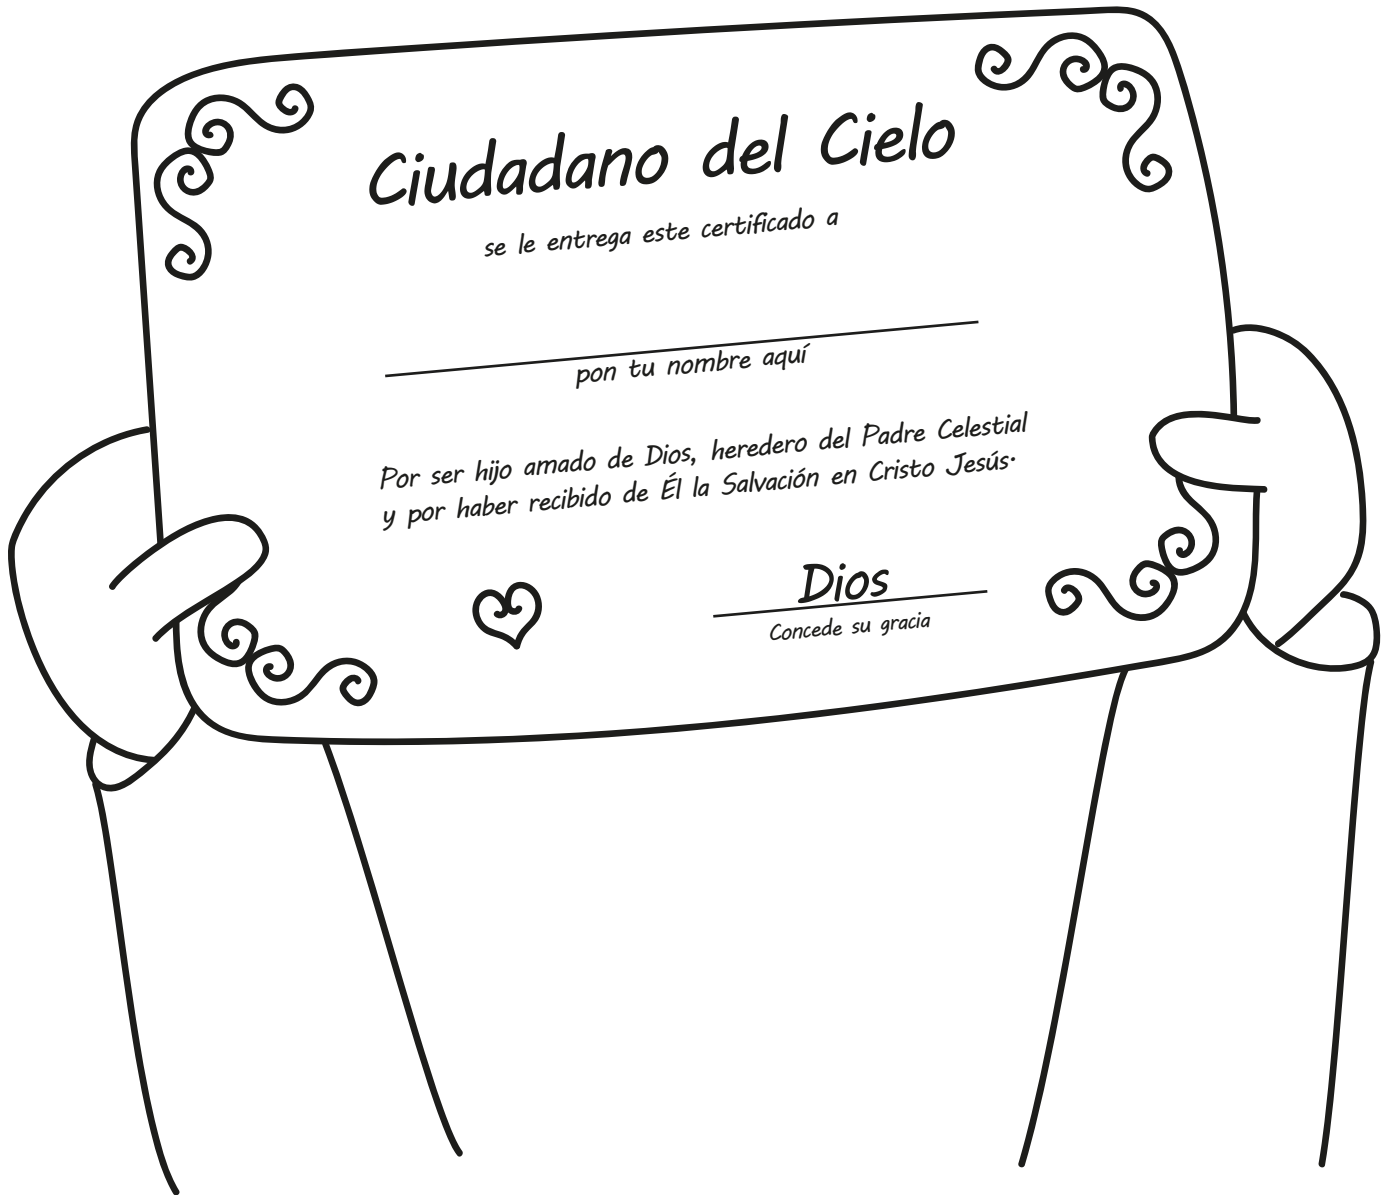 Ciudadano del Cielo
se le entrega este certificado a
pon tu nombre aquí
Por ser hijo amado de Dios, heredero del Padre Celestial
y por haber recibido de Él la Salvación en Cristo Jesús.
Dios
Concede su gracia